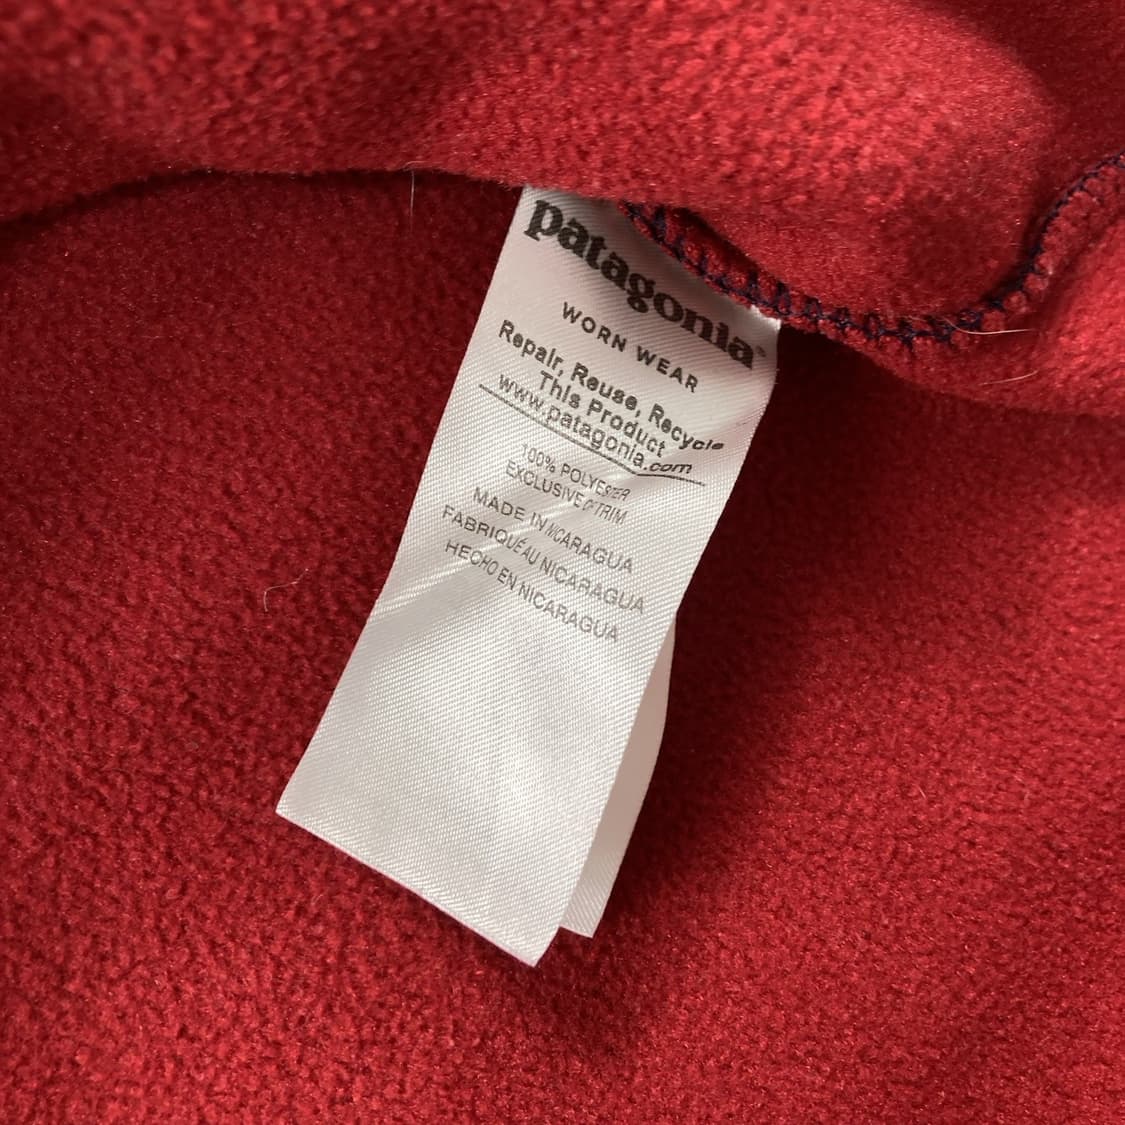 patagonia®
WORN WEAR
Repair, Reuse, Recycle
This Product
www.patagonia.com
100% POLYESTER
EXCLUSIVE OF TRIM
MADE IN NICARAGUA
FABRIQUÉ AU NICARAGUA
HECHO EN NICARAGUA